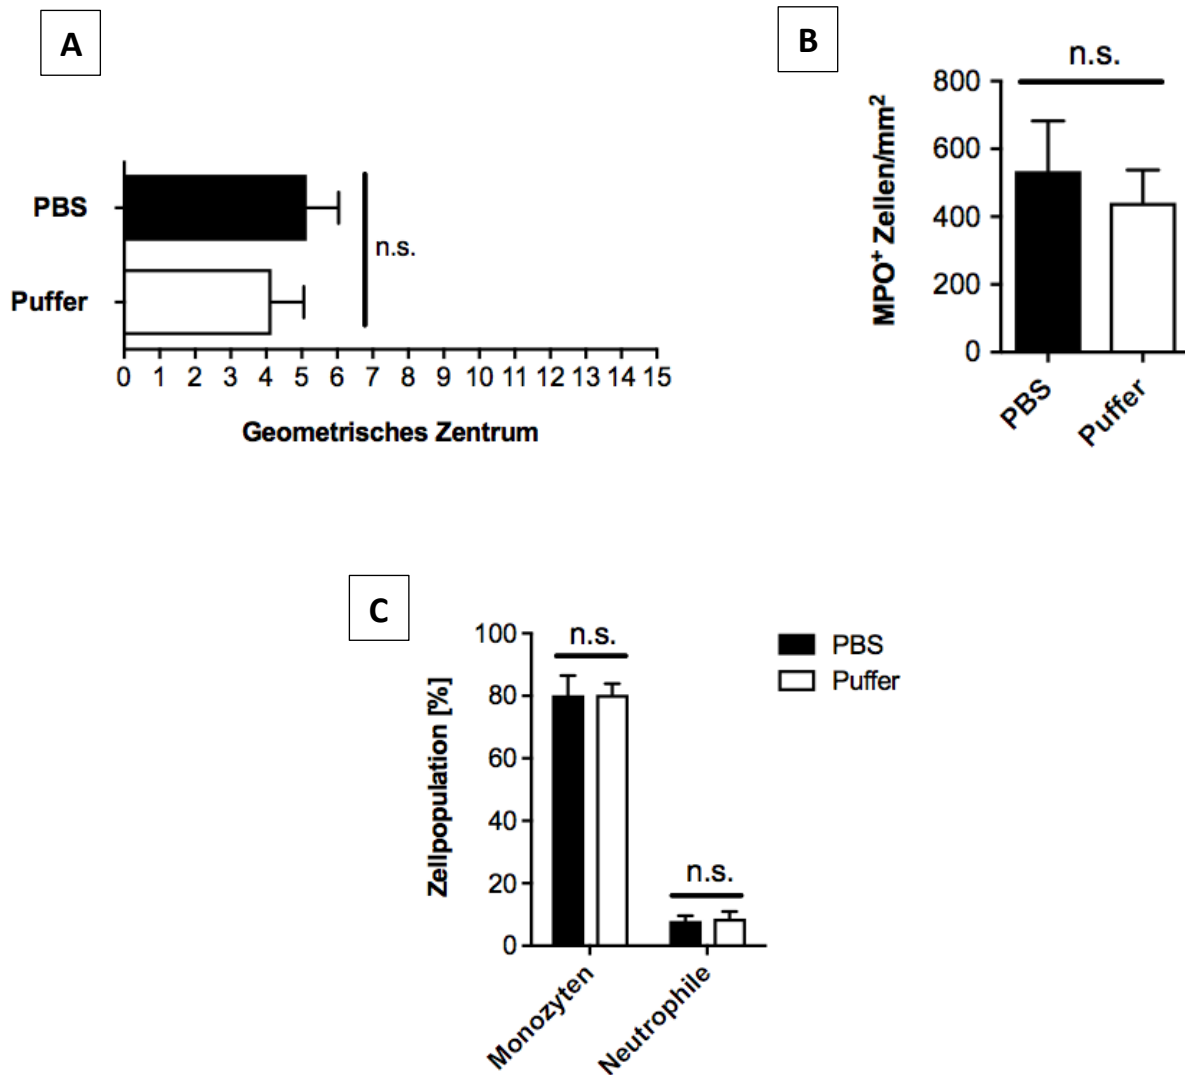 A
PBS
Puffer
n.s.
0 1 2 3 4 5 6 7 8 9 10 11 12 13 14 15
Geometrisches Zentrum
B
n.s.
MPO+ Zellen/mm2
800
600
400
200
0
PBS
Puffer
C
n.s.
n.s.
Zellpopulation [%]
100
80
60
40
20
0
Monozyten
Neutrophile
PBS
Puffer